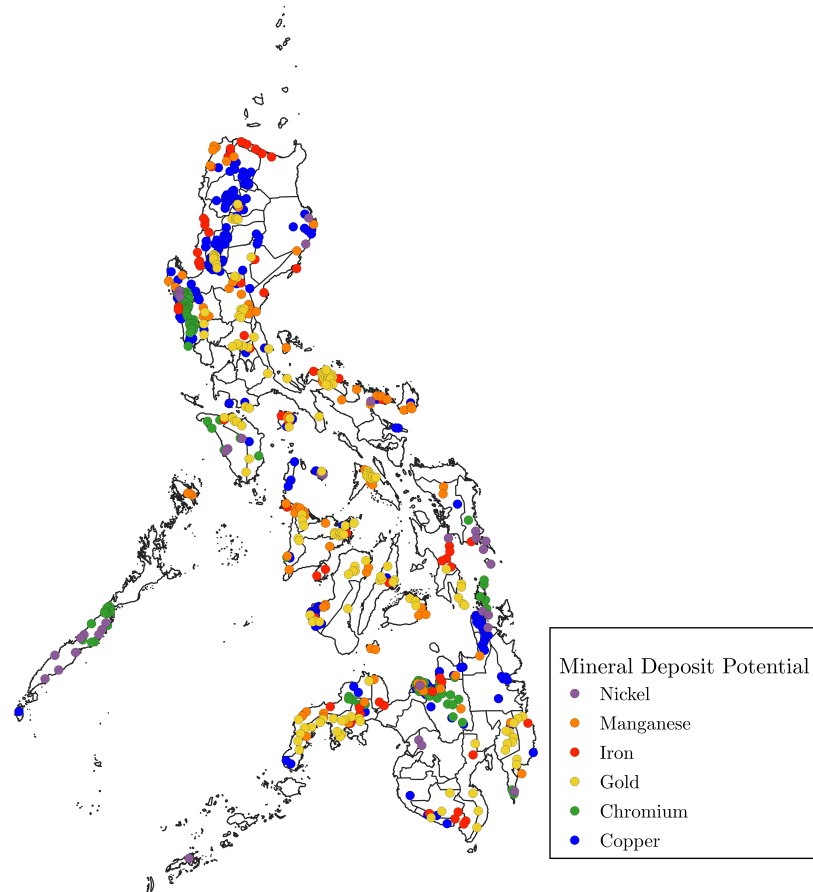 Mineral Deposit Potential
Nickel
Manganese
Iron
Gold
Chromium
Copper